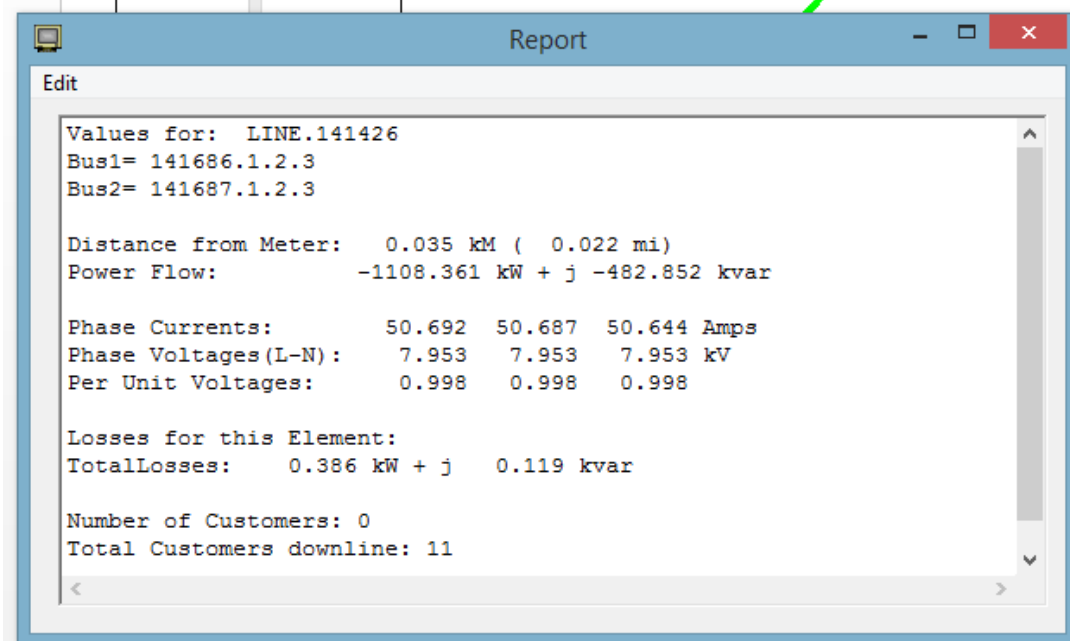 Report
Edit
Values for:  LINE.141426
Bus1= 141686.1.2.3
Bus2= 141687.1.2.3
Distance from Meter:   0.035 kM (  0.022 mi)
Power Flow:             -1108.361 kW + j -482.852 kvar
Phase Currents:          50.692  50.687  50.644 Amps
Phase Voltages(L-N):     7.953   7.953   7.953 kV
Per Unit Voltages:       0.998   0.998   0.998
Losses for this Element:
TotalLosses:    0.386 kW + j   0.119 kvar
Number of Customers: 0
Total Customers downline: 11